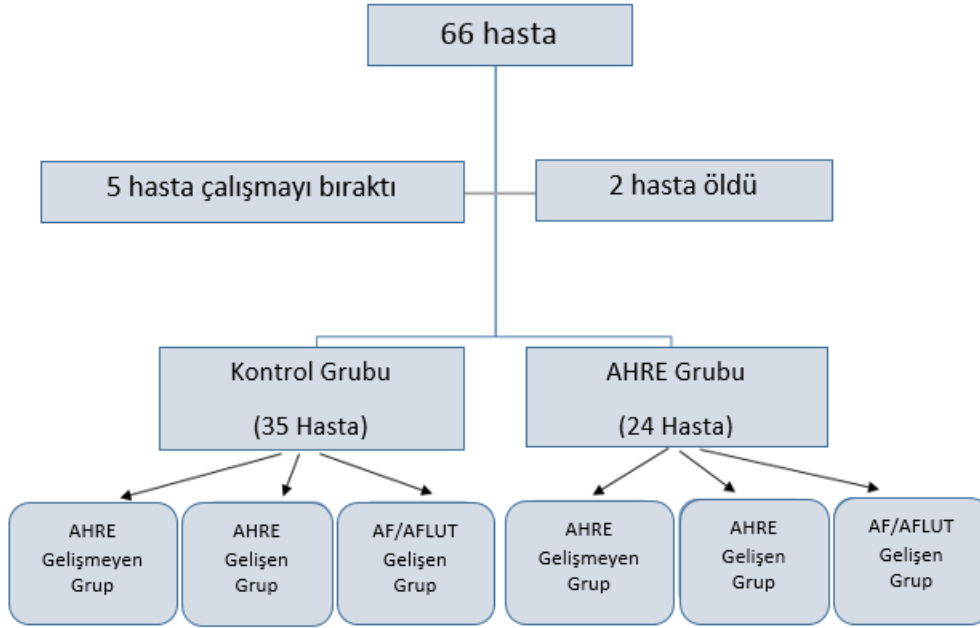 66 hasta
5 hasta çalışmayı bıraktı
2 hasta öldü
Kontrol Grubu
(35 Hasta)
AHRE Grubu
(24 Hasta)
AHRE
Gelişmeyen
Grup
AHRE
Gelişen
Grup
AF/AFLUT
Gelişen
Grup
AHRE
Gelişmeyen
Grup
AHRE
Gelişen
Grup
AF/AFLUT
Gelişen
Grup